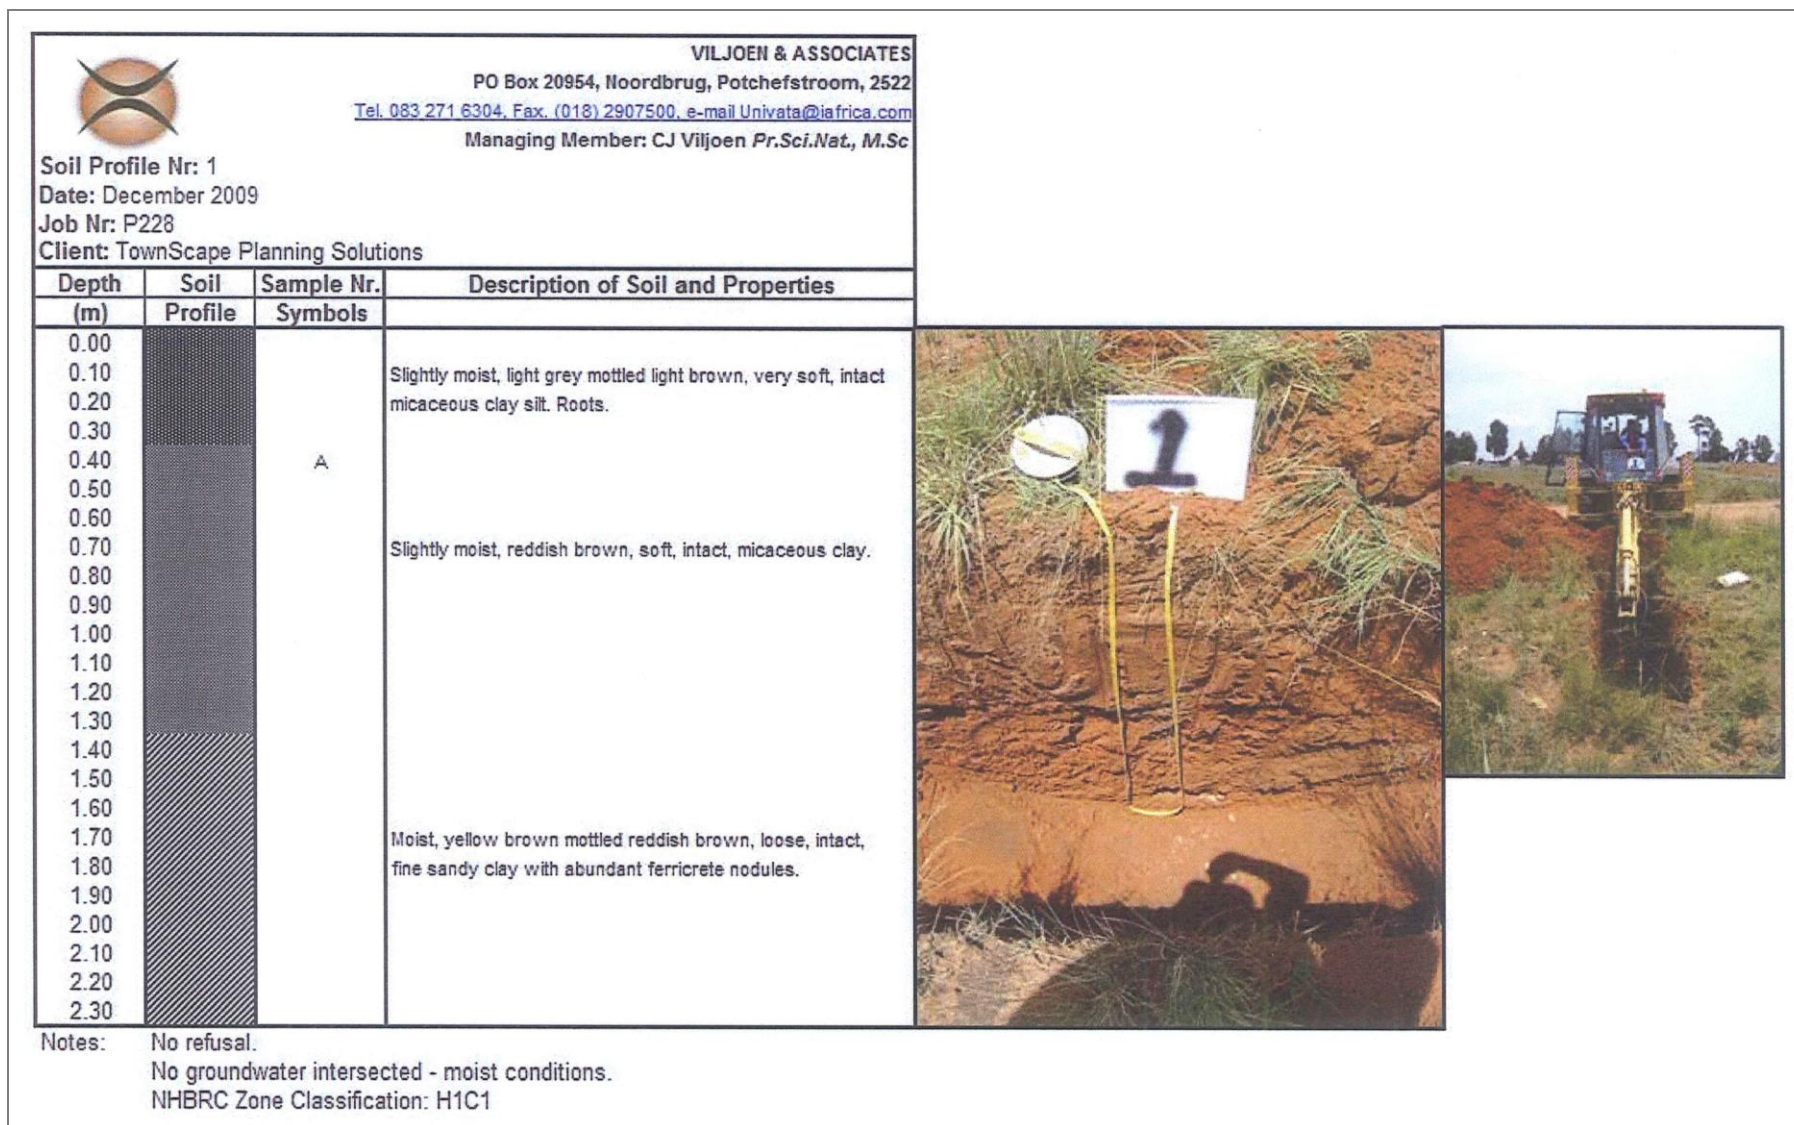 VILJOEN & ASSOCIATES
PO Box 20954, Noordbrug, Potchefstroom, 2522
Tel. 083 271 6304, Fax. (018) 2907500, e-mail Univata@iafrica.com
Managing Member: CJ Viljoen Pr.Sci.Nat., M.Sc
Soil Profile Nr: 1
Date: December 2009
Job Nr: P228
Client: TownScape Planning Solutions
Depth Soil Sample Nr. Description of Soil and Properties
(m) Profile Symbols
0.00
0.10 Slightly moist, light grey mottled light brown, very soft, intact
0.20 micaceous clay silt. Roots.
0.30
0.40 A
0.50
0.60
0.70 Slightly moist, reddish brown, soft, intact, micaceous clay.
0.80
0.90
1.00
1.10
1.20
1.30
1.40
1.50
1.60
1.70 Moist, yellow brown mottled reddish brown, loose, intact,
1.80 fine sandy clay with abundant ferricrete nodules.
1.90
2.00
2.10
2.20
2.30
1
Notes: No refusal.
No groundwater intersected - moist conditions.
NHBRC Zone Classification: H1C1